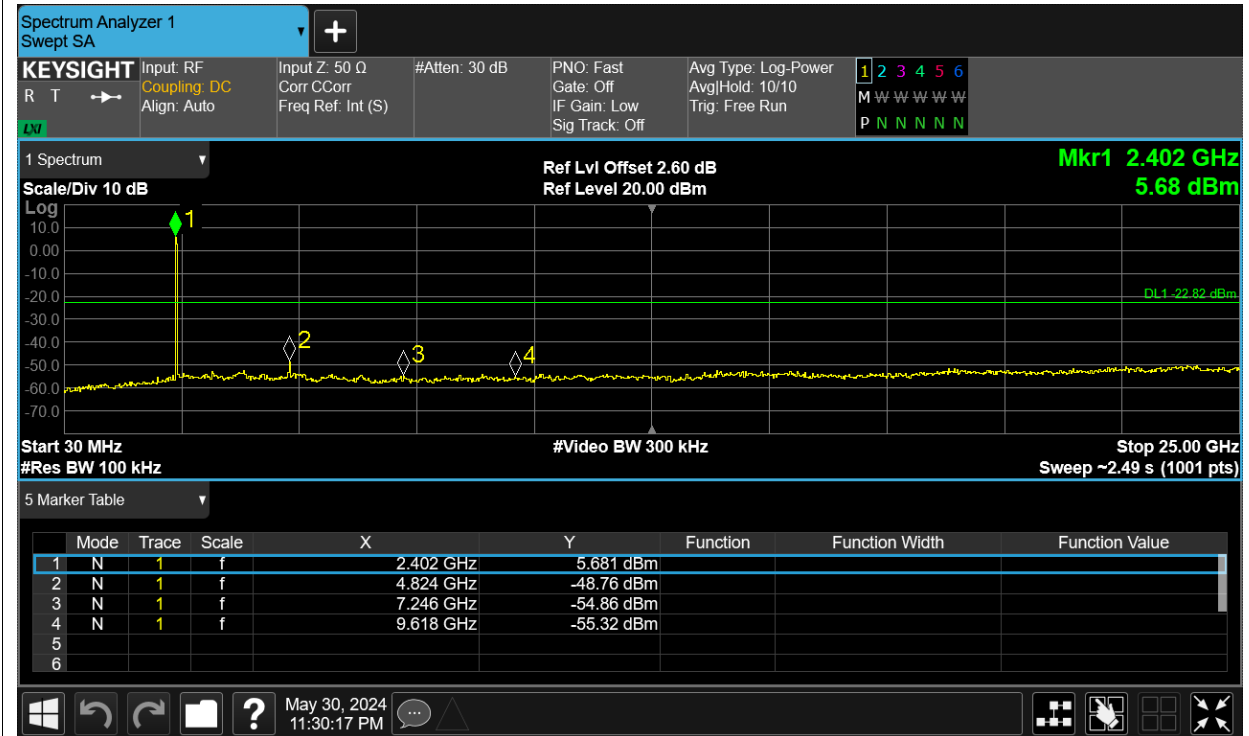 Spectrum Analyzer 1
Swept SA
+
KEYSIGHT Input: RF Input Z: 50 Ω #Atten: 30 dB PNO: Fast Avg Type: Log-Power 1 2 3 4 5 6
R T Coupling: DC Corr CCorr Gate: Off Avg|Hold: 10/10 M W W W W W
Align: Auto Freq Ref: Int (S) IF Gain: Low Trig: Free Run
LXI Sig Track: Off P N N N N N
1 Spectrum Ref Lvl Offset 2.60 dB Mkr1 2.402 GHz
Scale/Div 10 dB Ref Level 20.00 dBm 5.68 dBm
Log
1
10.0
0.00
-10.0
-20.0 DL1 -22.82 dBm
-30.0
-40.0 2
3 4
-50.0
-60.0
-70.0
Start 30 MHz #Video BW 300 kHz Stop 25.00 GHz
#Res BW 100 kHz Sweep ~2.49 s (1001 pts)
5 Marker Table
Mode Trace Scale X Y Function Function Width Function Value
1 N 1 f 2.402 GHz 5.681 dBm
2 N 1 f 4.824 GHz -48.76 dBm
3 N 1 f 7.246 GHz -54.86 dBm
4 N 1 f 9.618 GHz -55.32 dBm
5
6
? May 30, 2024
11:30:17 PM